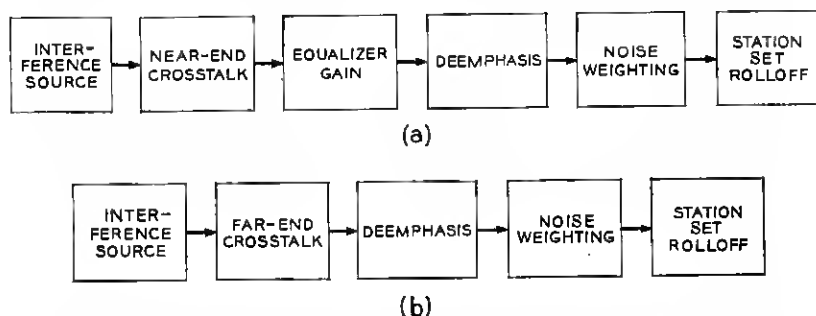 INTER-
FERENCE
SOURCE
NEAR-END
CROSSTALK
EQUALIZER
GAIN
DEEMPHASIS
NOISE
WEIGHTING
STATION
SET
ROLLOFF
(a)
INTER-
FERENCE
SOURCE
FAR-END
CROSSTALK
DEEMPHASIS
NOISE
WEIGHTING
STATION
SET
ROLLOFF
(b)